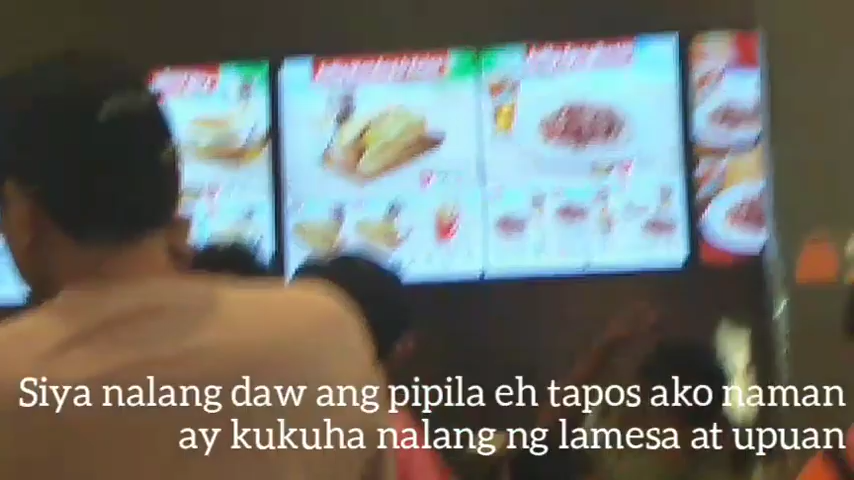 Siya nalang daw ang pipila eh tapos ako naman
ay kukuha nalang ng lamesa at upuan